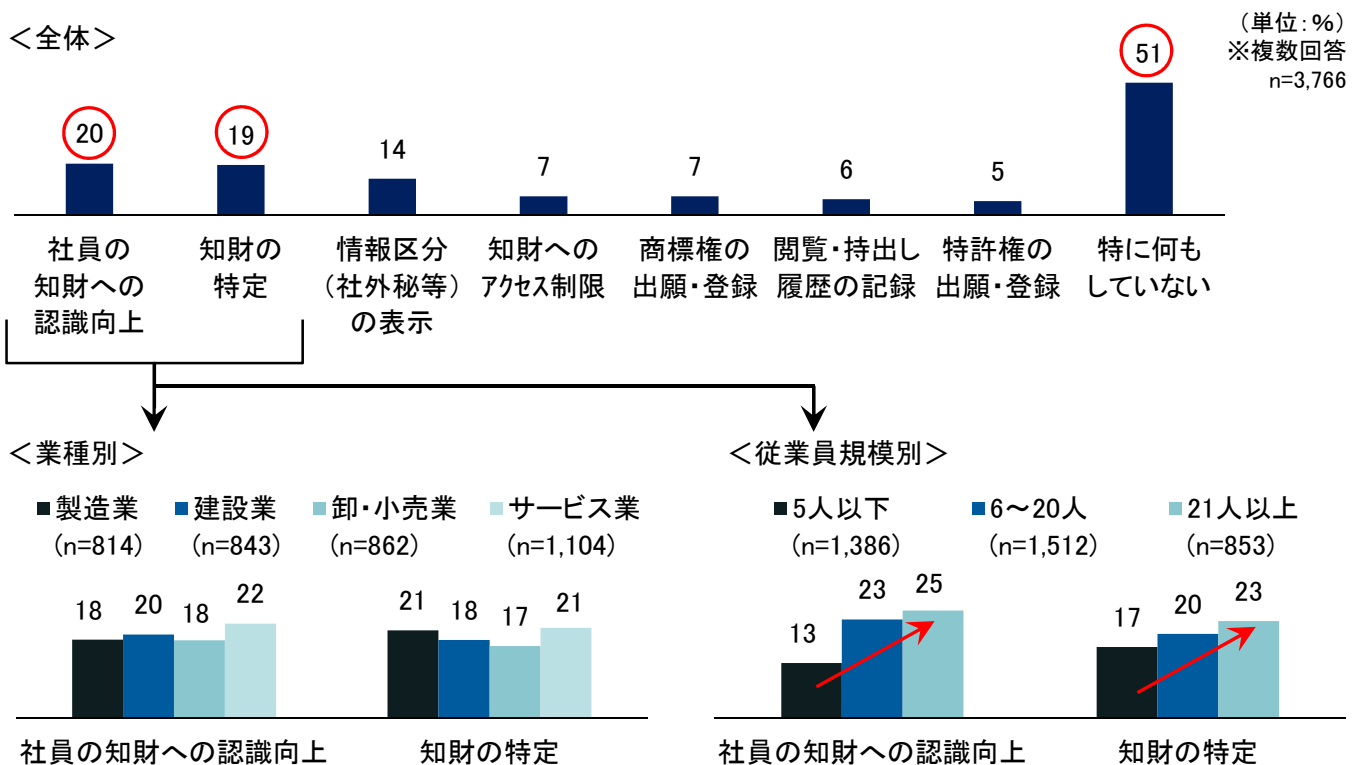 ＜全体＞
（単位：％）
※複数回答
n=3,766
20
19
14
7
7
6
5
51
社員の
知財への
認識向上
知財の
特定
情報区分
（社外秘等）
の表示
知財への
アクセス制限
商標権の
出願・登録
閲覧・持出し
履歴の記録
特許権の
出願・登録
特に何も
していない
＜業種別＞
製造業
（n=814）
建設業
（n=843）
卸・小売業
（n=862）
サービス業
（n=1,104）
18
20
18
22
21
18
17
21
社員の知財への認識向上
知財の特定
＜従業員規模別＞
5人以下
（n=1,386）
6～20人
（n=1,512）
21人以上
（n=853）
13
23
25
17
20
23
社員の知財への認識向上
知財の特定